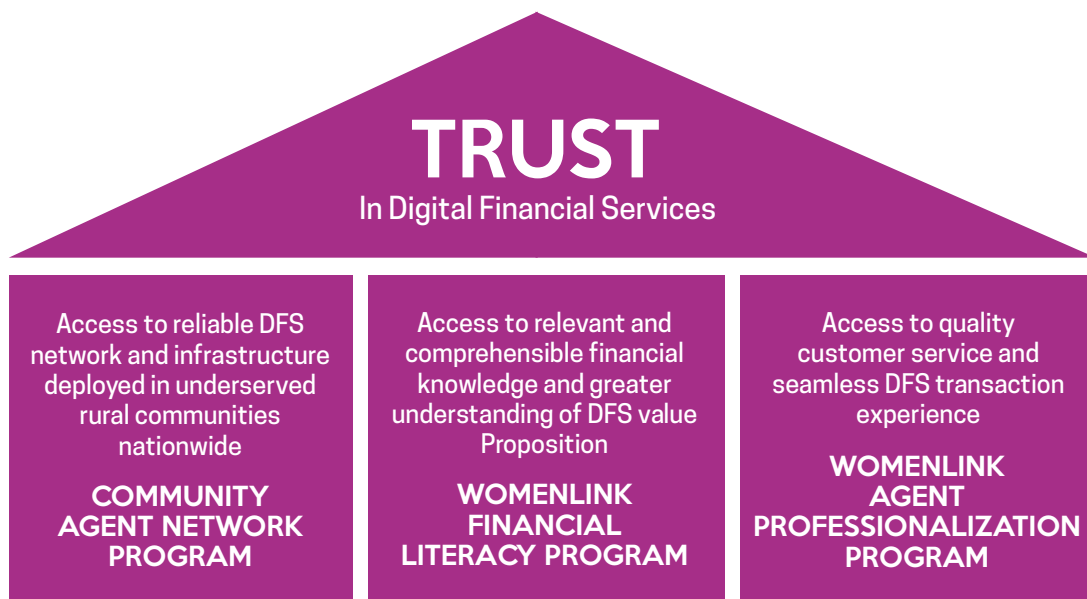 TRUST
In Digital Financial Services
Access to reliable DFS
network and infrastructure
deployed in underserved
rural communities
nationwide
COMMUNITY
AGENT NETWORK
PROGRAM
Access to relevant and
comprehensible financial
knowledge and greater
understanding of DFS value
Proposition
WOMENLINK
FINANCIAL
LITERACY PROGRAM
Access to quality
customer service and
seamless DFS transaction
experience
WOMENLINK
AGENT
PROFESSIONALIZATION
PROGRAM